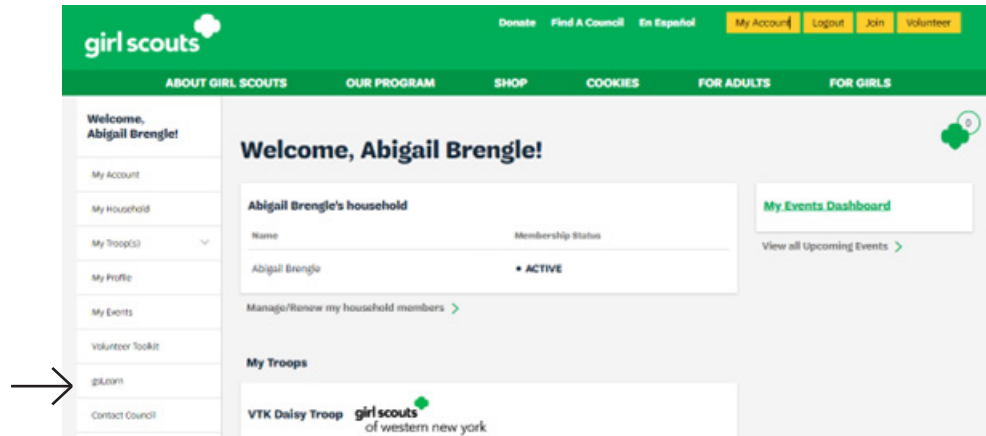 girl scouts
Donate Find A Council En Español My Account Logout Join Volunteer
ABOUT GIRL SCOUTS OUR PROGRAM SHOP COOKIES FOR ADULTS FOR GIRLS
Welcome,
Abigail Brengle!
My Account
My Household
My Troop(s)
My Profile
My Events
Volunteer Toolkit
gsLearn
Contact Council
Welcome, Abigail Brengle!
0
Abigail Brengle's household
Name Membership Status
Abigail Brengle • ACTIVE
Manage/Renew my household members >
My Events Dashboard
View all Upcoming Events >
My Troops
VTK Daisy Troop girl scouts
of western new york